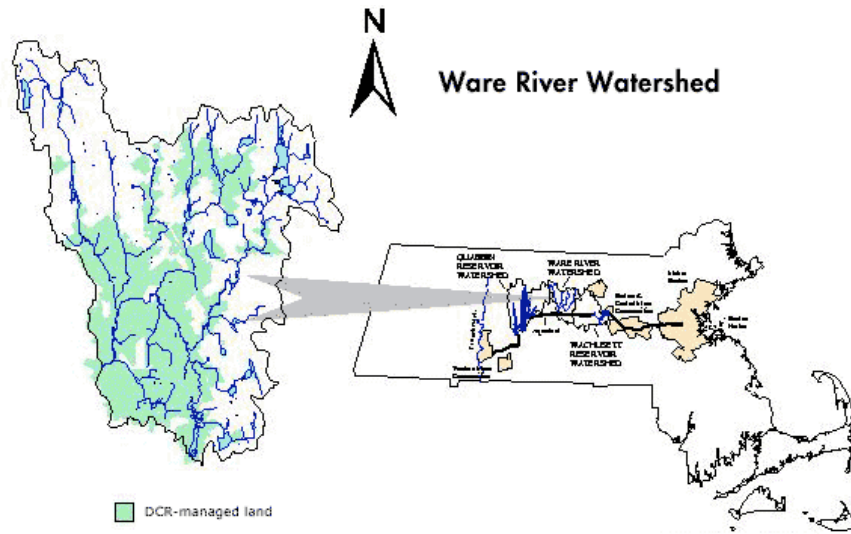 N
Ware River Watershed
QUABBIN
RESERVOIR
WATERSHED
WARE RIVER
WATERSHED
WACHUSETT
RESERVOIR
WATERSHED
DCR-managed land